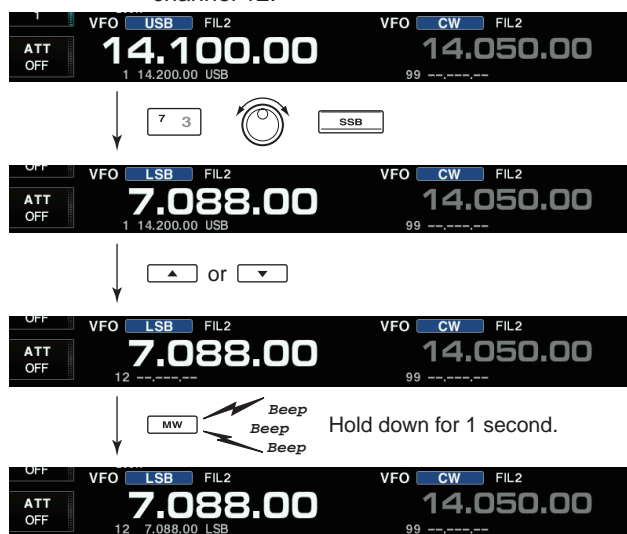 channel 12.
1 VFO USB FIL2 VFO CW FIL2
ATT OFF 14.100.00 14.050.00
1 14.200.00 USB 99 --,---,--
7 3 SSB
OFF VFO LSB FIL2 VFO CW FIL2
ATT OFF 7.088.00 14.050.00
1 14.200.00 USB 99 --,---,--
▲ or ▼
OFF VFO LSB FIL2 VFO CW FIL2
ATT OFF 7.088.00 14.050.00
12 --,---,-- 99 --,---,--
MW Beep Beep Beep Hold down for 1 second.
OFF VFO LSB FIL2 VFO CW FIL2
ATT OFF 7.088.00 14.050.00
12 7.088.00 LSB 99 --,---,--